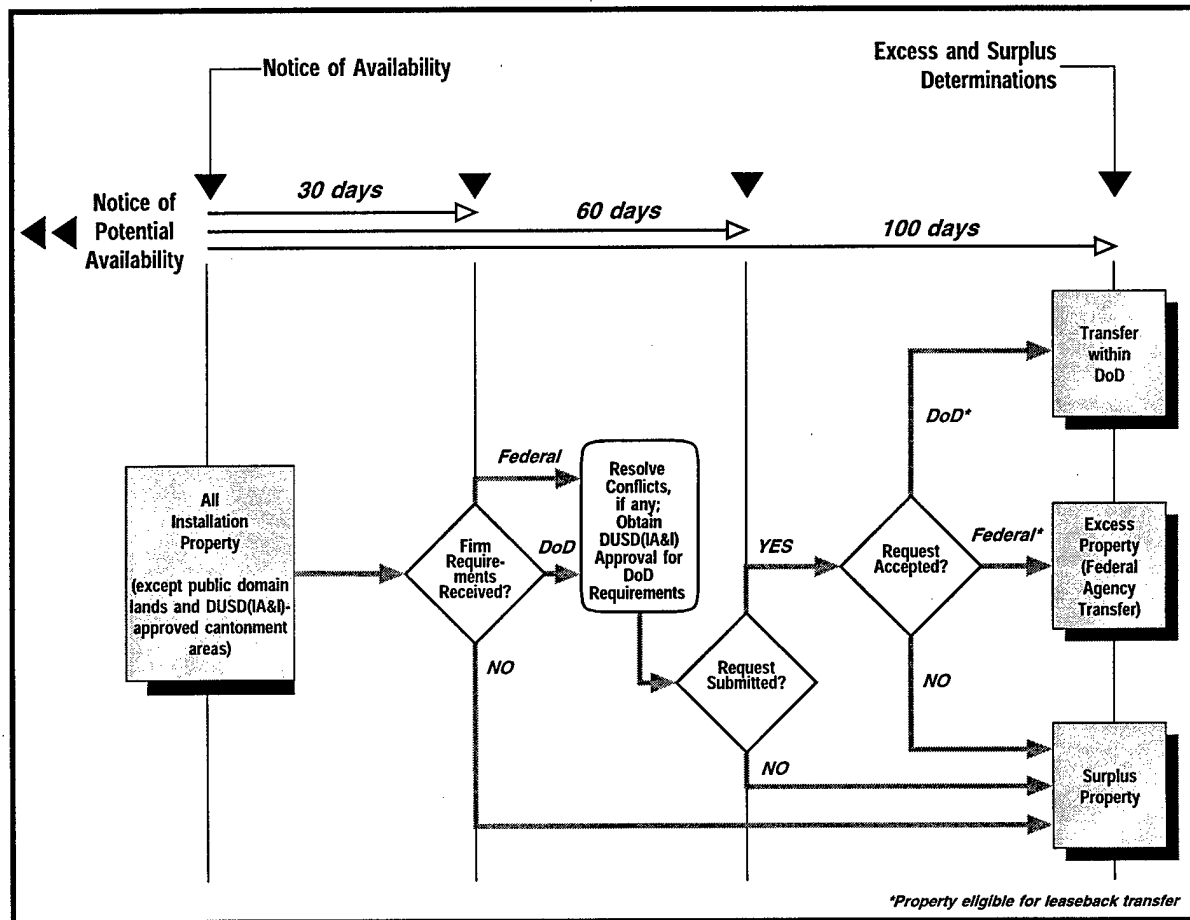 Notice of Availability
Excess and Surplus
Determinations
Notice of
Potential
Availability
30 days
60 days
100 days
All
Installation
Property
(except public domain
lands and DUSD(IA&I)-
approved cantonment
areas)
Firm
Require-
ments
Received?
Federal
DoD
NO
Resolve
Conflicts,
if any;
Obtain
DUSD(IA&I)
Approval for
DoD
Requirements
Request
Submitted?
YES
NO
Request
Accepted?
DoD*
Federal*
NO
Transfer
within
DoD
Excess
Property
(Federal
Agency
Transfer)
Surplus
Property
*Property eligible for leaseback transfer